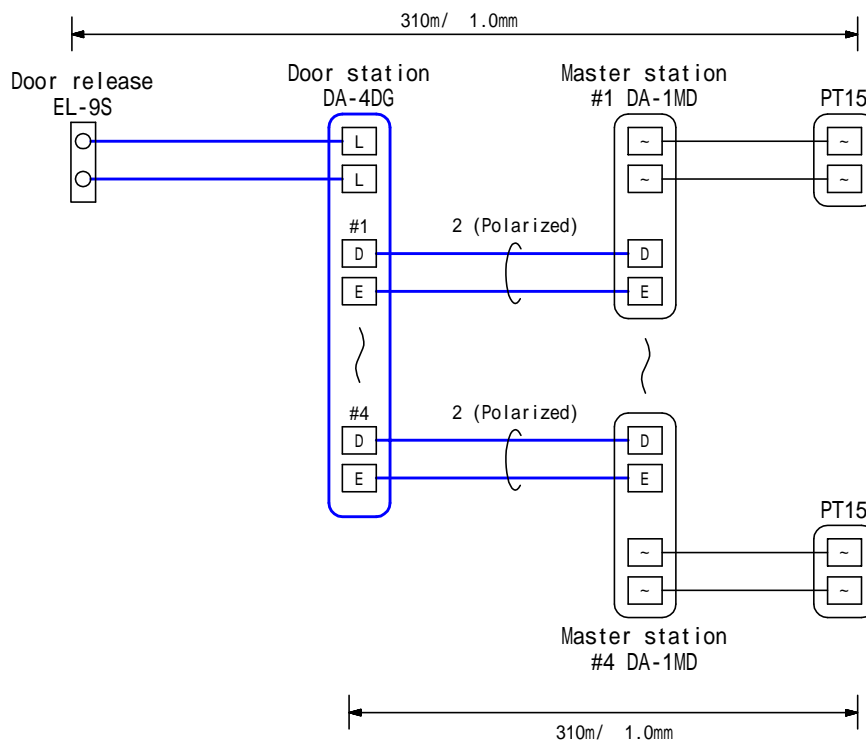 310m/ 1.0mm
Door release
EL-9S
Door station
DA-4DG
Master station
#1 DA-1MD
PT15
L
L
~
~
~
~
#1
2 (Polarized)
D
E
D
E
#4
2 (Polarized)
D
E
D
E
PT15
~
~
~
~
Master station
#4 DA-1MD
310m/ 1.0mm